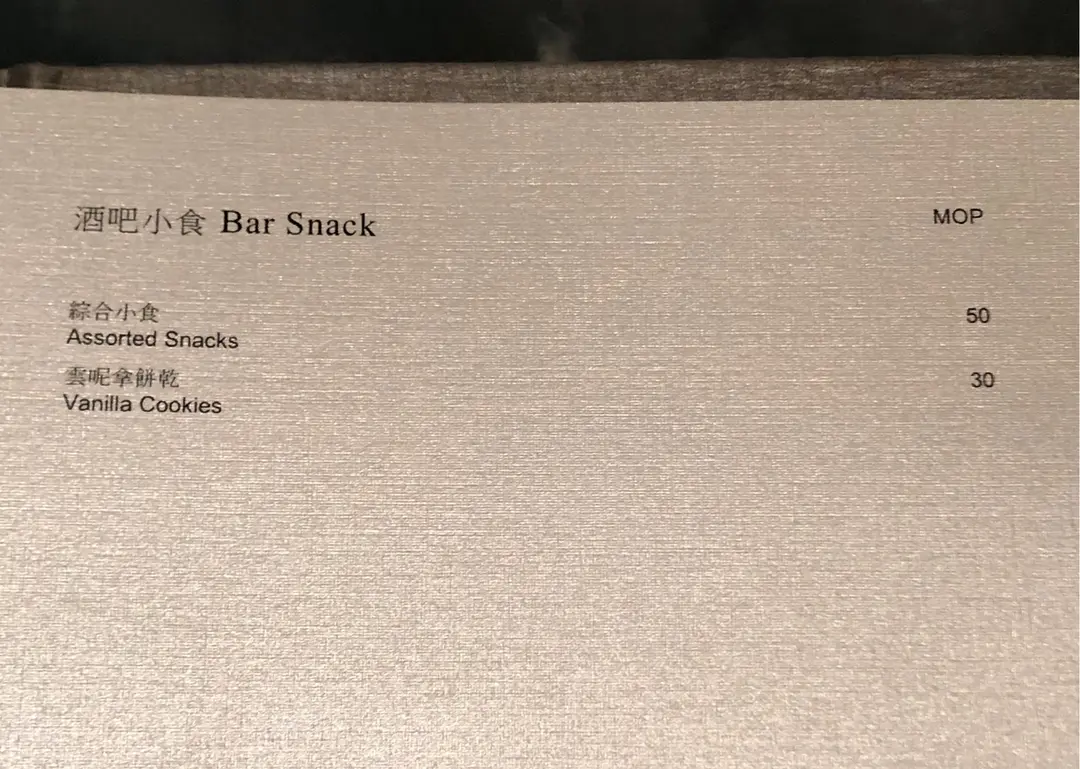 酒吧小食 Bar Snack MOP
綜合小食 50
Assorted Snacks
雲呢拿餅乾 30
Vanilla Cookies